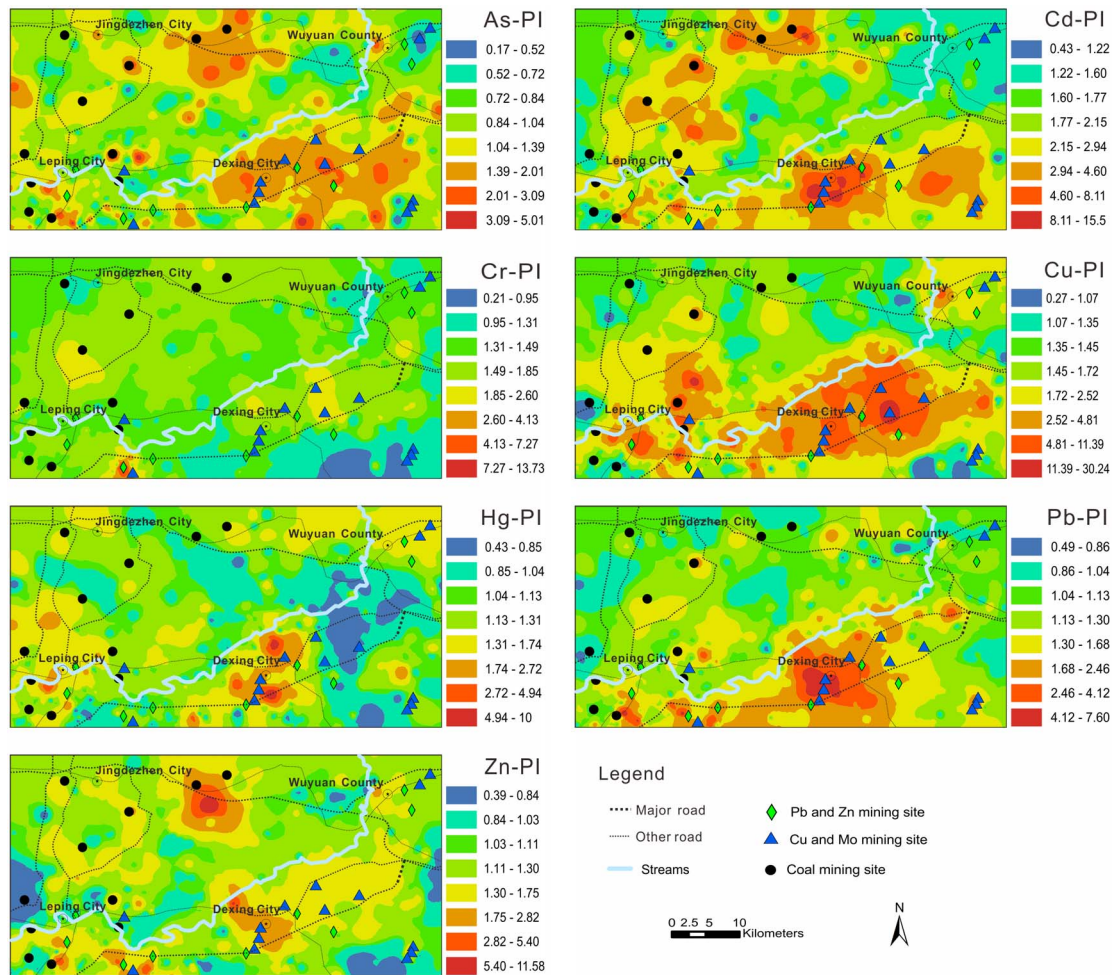 As-PI
Jingdezhen City
Wuyuan County
Leping City
Dexing City
0.17 - 0.52
0.52 - 0.72
0.72 - 0.84
0.84 - 1.04
1.04 - 1.39
1.39 - 2.01
2.01 - 3.09
3.09 - 5.01
Cd-PI
Jingdezhen City
Wuyuan County
Leping City
Dexing City
0.43 - 1.22
1.22 - 1.60
1.60 - 1.77
1.77 - 2.15
2.15 - 2.94
2.94 - 4.60
4.60 - 8.11
8.11 - 15.5
Cr-PI
Jingdezhen City
Wuyuan County
Leping City
Dexing City
0.21 - 0.95
0.95 - 1.31
1.31 - 1.49
1.49 - 1.85
1.85 - 2.60
2.60 - 4.13
4.13 - 7.27
7.27 - 13.73
Cu-PI
Jingdezhen City
Wuyuan County
Leping City
Dexing City
0.27 - 1.07
1.07 - 1.35
1.35 - 1.45
1.45 - 1.72
1.72 - 2.52
2.52 - 4.81
4.81 - 11.39
11.39 - 30.24
Hg-PI
Jingdezhen City
Wuyuan County
Leping City
Dexing City
0.43 - 0.85
0.85 - 1.04
1.04 - 1.13
1.13 - 1.31
1.31 - 1.74
1.74 - 2.72
2.72 - 4.94
4.94 - 10
Pb-PI
Jingdezhen City
Wuyuan County
Leping City
Dexing City
0.49 - 0.86
0.86 - 1.04
1.04 - 1.13
1.13 - 1.30
1.30 - 1.68
1.68 - 2.46
2.46 - 4.12
4.12 - 7.60
Zn-PI
Jingdezhen City
Wuyuan County
Leping City
Dexing City
0.39 - 0.84
0.84 - 1.03
1.03 - 1.11
1.11 - 1.30
1.30 - 1.75
1.75 - 2.82
2.82 - 5.40
5.40 - 11.58
Legend
Major road
Other road
Streams
Pb and Zn mining site
Cu and Mo mining site
Coal mining site
0 2.5 5 10
Kilometers
N